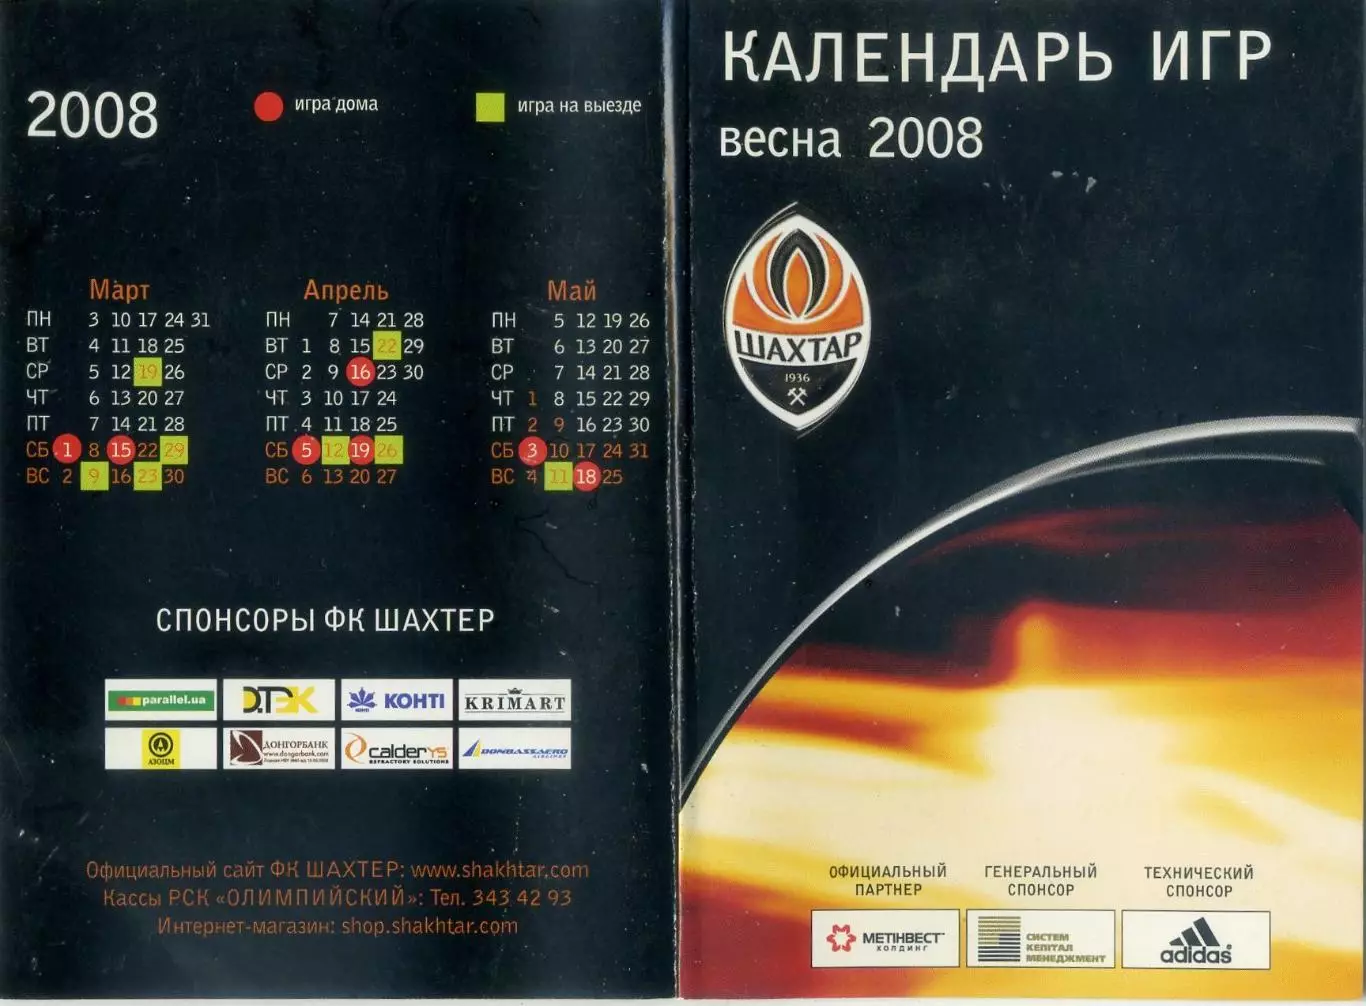 2008
игра дома
игра на выезде
Март
ПН 3 10 17 24 31
ВТ 4 11 18 25
СР 5 12 19 26
ЧТ 6 13 20 27
ПТ 7 14 21 28
СБ 1 8 15 22 29
ВС 2 9 16 23 30
Апрель
ПН 7 14 21 28
ВТ 1 8 15 22 29
СР 2 9 16 23 30
ЧТ 3 10 17 24
ПТ 4 11 18 25
СБ 5 12 19 26
ВС 6 13 20 27
Май
ПН 5 12 19 26
ВТ 6 13 20 27
СР 7 14 21 28
ЧТ 1 8 15 22 29
ПТ 2 9 16 23 30
СБ 3 10 17 24 31
ВС 4 11 18 25
СПОНСОРЫ ФК ШАХТЕР
parallel.ua
ДТЭК
КОНТІ
KRIMART
АЗОЦМ
ДОНГОРБАНК
www.dongorbank.com
calderys
REFRACTORY SOLUTIONS
DONBASSAERO
AIRLINES
Официальный сайт ФК ШАХТЕР: www.shakhtar.com
Кассы РСК «ОЛИМПИЙСКИЙ»: Тел. 343 42 93
Интернет-магазин: shop.shakhtar.com
КАЛЕНДАРЬ ИГР
весна 2008
ШАХТАР
1936
ОФИЦИАЛЬНЫЙ
ПАРТНЕР
МЕТІНВЕСТ
ХОЛДИНГ
ГЕНЕРАЛЬНЫЙ
СПОНСОР
СИСТЕМ
КЕПІТАЛ
МЕНЕДЖМЕНТ
ТЕХНИЧЕСКИЙ
СПОНСОР
adidas